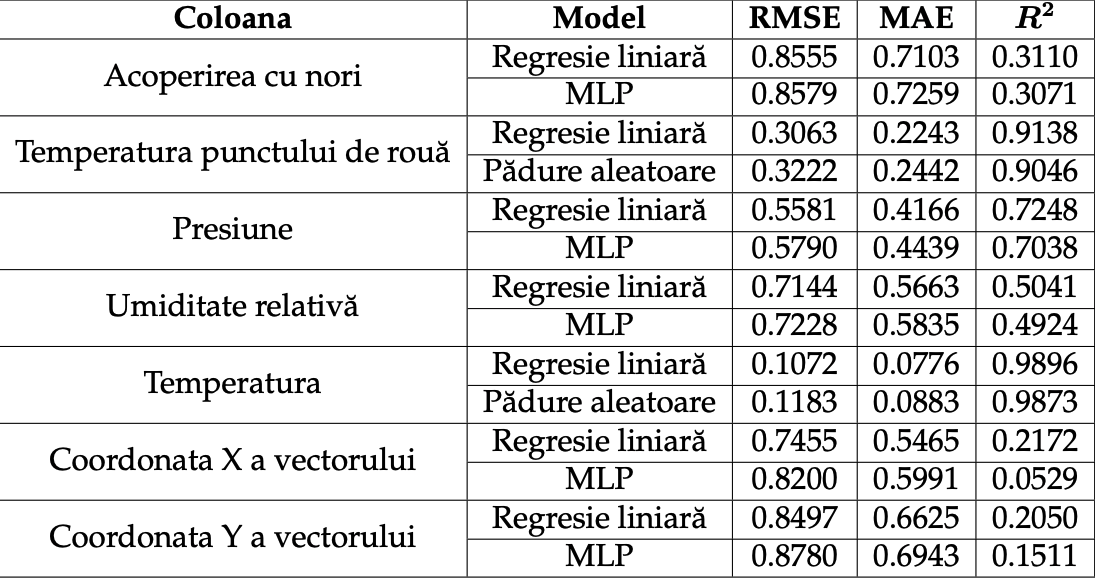 Coloana Model RMSE MAE R²
Acoperirea cu nori Regresie liniară 0.8555 0.7103 0.3110
MLP 0.8579 0.7259 0.3071
Temperatura punctului de rouă Regresie liniară 0.3063 0.2243 0.9138
Pădure aleatoare 0.3222 0.2442 0.9046
Presiune Regresie liniară 0.5581 0.4166 0.7248
MLP 0.5790 0.4439 0.7038
Umiditate relativă Regresie liniară 0.7144 0.5663 0.5041
MLP 0.7228 0.5835 0.4924
Temperatura Regresie liniară 0.1072 0.0776 0.9896
Pădure aleatoare 0.1183 0.0883 0.9873
Coordonata X a vectorului Regresie liniară 0.7455 0.5465 0.2172
MLP 0.8200 0.5991 0.0529
Coordonata Y a vectorului Regresie liniară 0.8497 0.6625 0.2050
MLP 0.8780 0.6943 0.1511